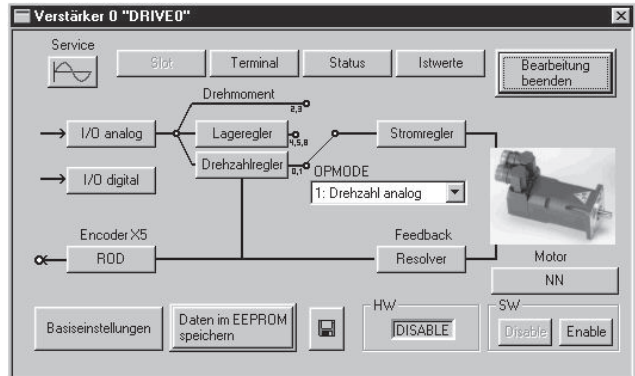 Verstärker 0 "DRIVE0"
Service
Slot
Terminal
Status
Istwerte
Bearbeitung
beenden
Drehmoment
2,3
I/O analog
Lageregler
4,5,8
Stromregler
Drehzahlregler
0,1
OPMODE
I/O digital
1: Drehzahl analog
Encoder X5
Feedback
ROD
Resolver
Motor
NN
HW
SW
Basiseinstellungen
Daten im EEPROM
speichern
DISABLE
Disable
Enable